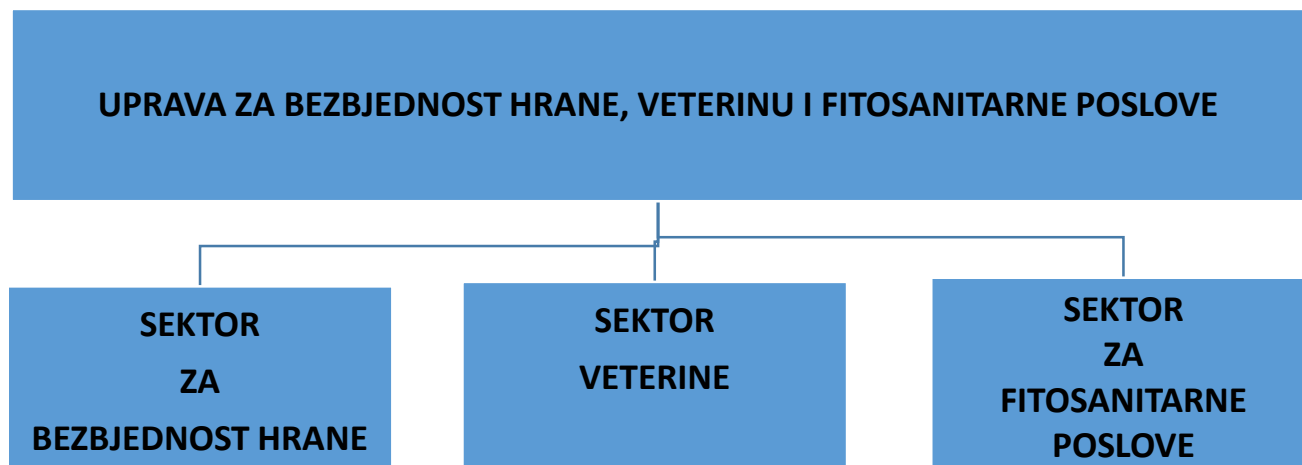 UPRAVA ZA BEZBJEDNOST HRANE, VETERINU I FITOSANITARNE POSLOVE
SEKTOR
ZA
BEZBJEDNOST HRANE
SEKTOR
VETERINE
SEKTOR
ZA
FITOSANITARNE
POSLOVE